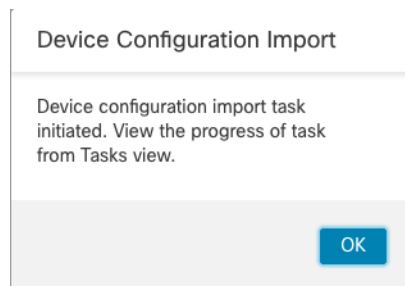 Device Configuration Import
Device configuration import task
initiated. View the progress of task
from Tasks view.
OK